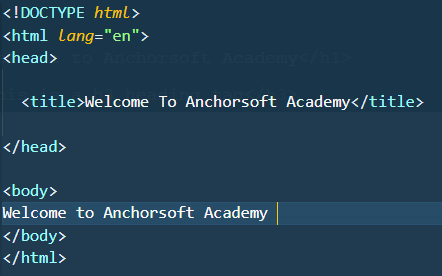 <!DOCTYPE html>
<html lang="en">
<head>
<title>Welcome To Anchorsoft Academy</title>
</head>
<body>
Welcome to Anchorsoft Academy
</body>
</html>